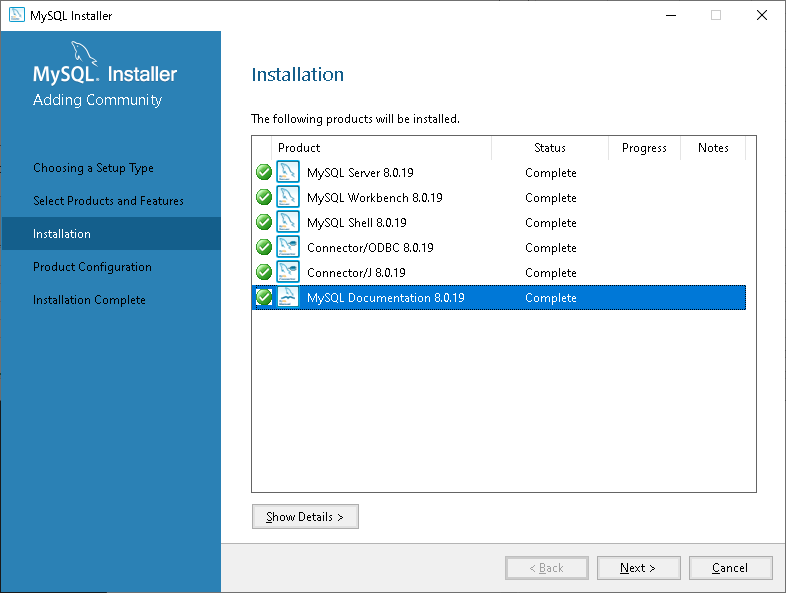 MySQL Installer
MySQL. Installer
Adding Community
Choosing a Setup Type
Select Products and Features
Installation
Product Configuration
Installation Complete
Installation
The following products will be installed.
Product Status Progress Notes
MySQL Server 8.0.19 Complete
MySQL Workbench 8.0.19 Complete
MySQL Shell 8.0.19 Complete
Connector/ODBC 8.0.19 Complete
Connector/J 8.0.19 Complete
MySQL Documentation 8.0.19 Complete
Show Details >
< Back Next > Cancel